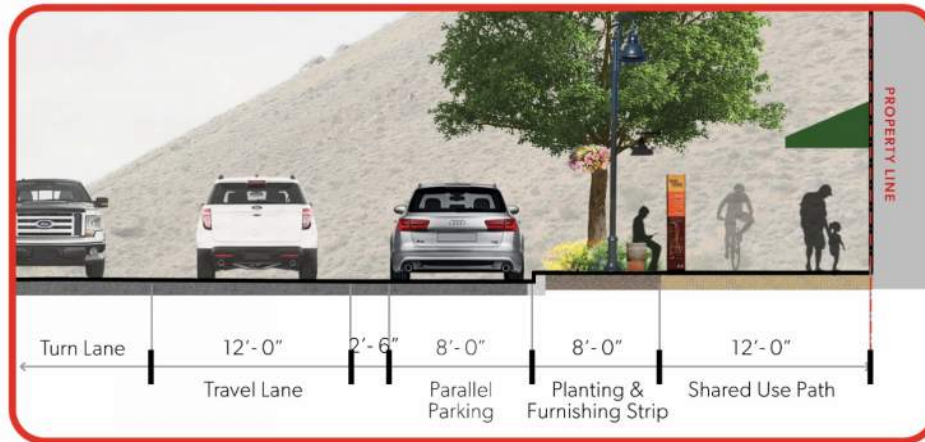 PROPERTY LINE
Turn Lane
12'- 0"
2'- 6"
8'- 0"
8'- 0"
12'- 0"
Travel Lane
Parallel
Parking
Planting &
Furnishing Strip
Shared Use Path